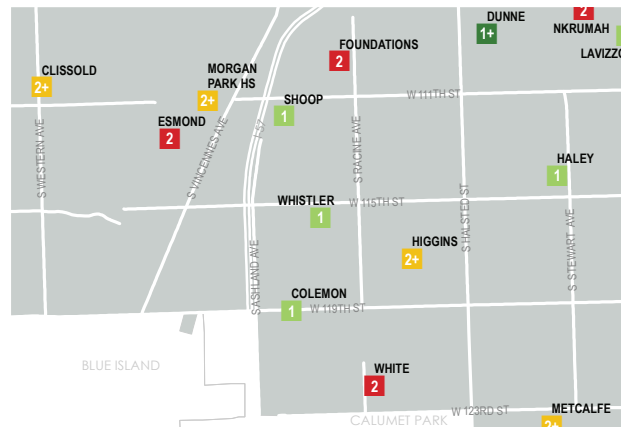 DUNNE
1+
2
NKRUMAH
LAVIZZO
FOUNDATIONS
2
CLISSOLD
2+
MORGAN
PARK HS
2+
W 111TH ST
SHOOP
1
ESMOND
2
S WESTERN AVE
S VINCENNES AVE
I-57
S RACINE AVE
HALEY
1
WHISTLER
1
W 115TH ST
S HALSTED ST
S STEWART AVE
HIGGINS
2+
SASHLAND AVE
COLEMON
1
W 119TH ST
BLUE ISLAND
WHITE
2
W 123RD ST
CALUMET PARK
METCALFE
2+